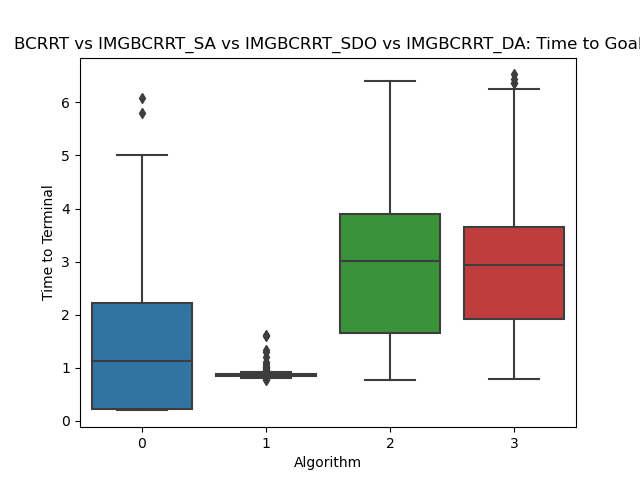 BCRRT vs IMGBCRRT_SA vs IMGBCRRT_SDO vs IMGBCRRT_DA: Time to Goal
Time to Terminal
6
5
4
3
2
1
0
0 1 2 3
Algorithm